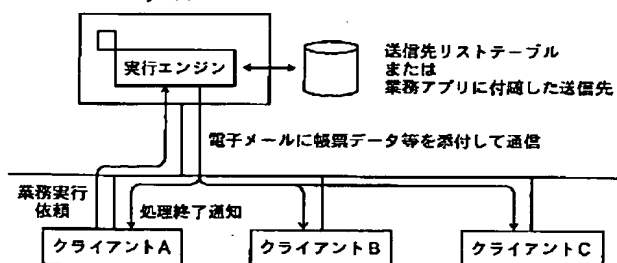 実行エンジン
送信先リストテーブル
または
業務アプリに付随した送信先
電子メールに帳票データ等を添付して通信
業務実行
依頼
処理終了通知
クライアントA
クライアントB
クライアントC